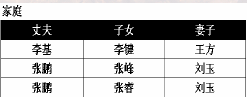 家庭
丈夫 子女 妻子
李基 李键 王方
张鹏 张峰 刘玉
张鹏 张睿 刘玉